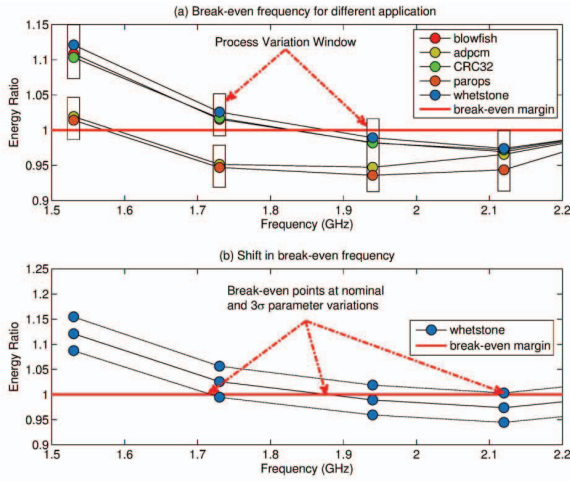 (a) Break-even frequency for different application
1.15
1.1
1.05
1
0.95
0.9
Energy Ratio
Process Variation Window
blowfish
adpcm
CRC32
parops
whetstone
break-even margin
1.5 1.6 1.7 1.8 1.9 2 2.1 2.2
Frequency (GHz)
(b) Shift in break-even frequency
1.25
1.2
1.15
1.1
1.05
1
0.95
0.9
Energy Ratio
Break-even points at nominal
and 3σ parameter variations
whetstone
break-even margin
1.5 1.6 1.7 1.8 1.9 2 2.1 2.2
Frequency (GHz)